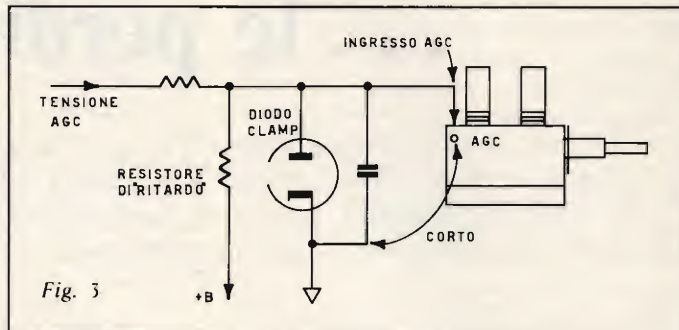 INGRESSO AGC
TENSIONE
AGC
DIODO
CLAMP
AGC
RESISTORE
DI "RITARDO"
CORTO
Fig. 3
+B